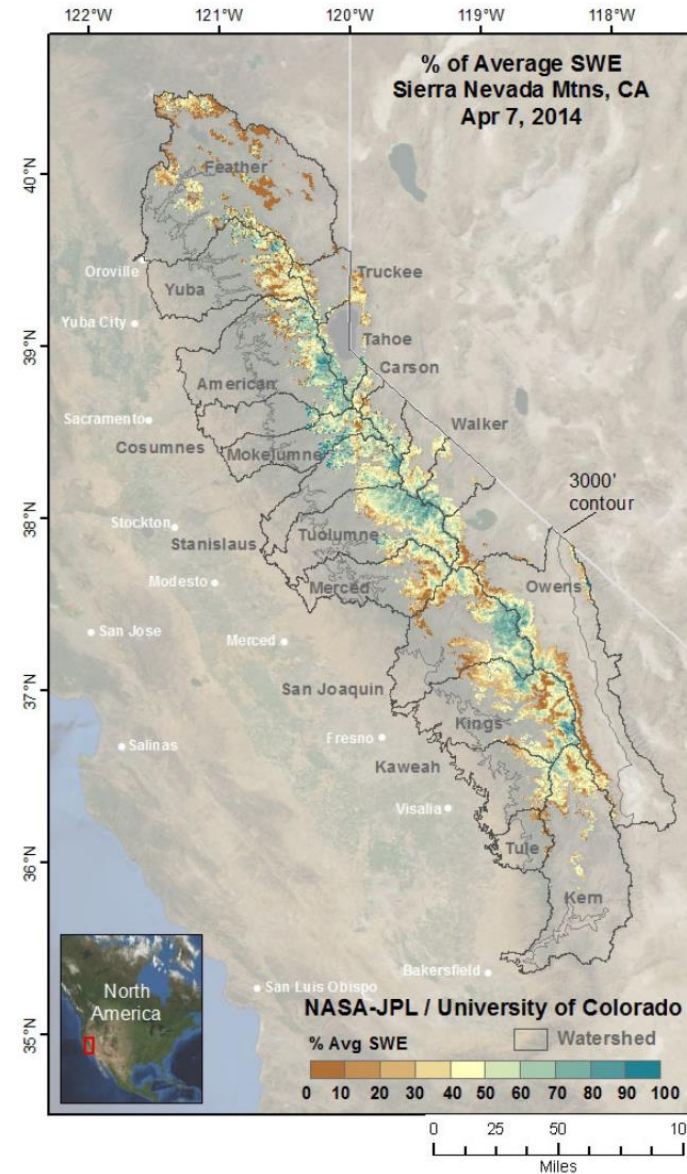 122°W
121°W
120°W
119°W
118°W
% of Average SWE
Sierra Nevada Mtns, CA
Apr 7, 2014
40°N
39°N
38°N
37°N
36°N
35°N
Feather
Oroville
Truckee
Yuba
Yuba City
Tahoe
Carson
American
Sacramento
Walker
Cosumnes
Mokelumne
3000'
contour
Stockton
Stanislaus
Tuolumne
Modesto
Merced
Owens
San Jose
Merced
San Joaquin
Kings
Salinas
Fresno
Kaweah
Visalia
Tule
Kern
North
America
Bakersfield
San Luis Obispo
NASA-JPL / University of Colorado
% Avg SWE
Watershed
0 10 20 30 40 50 60 70 80 90 100
0 25 50 10
Miles